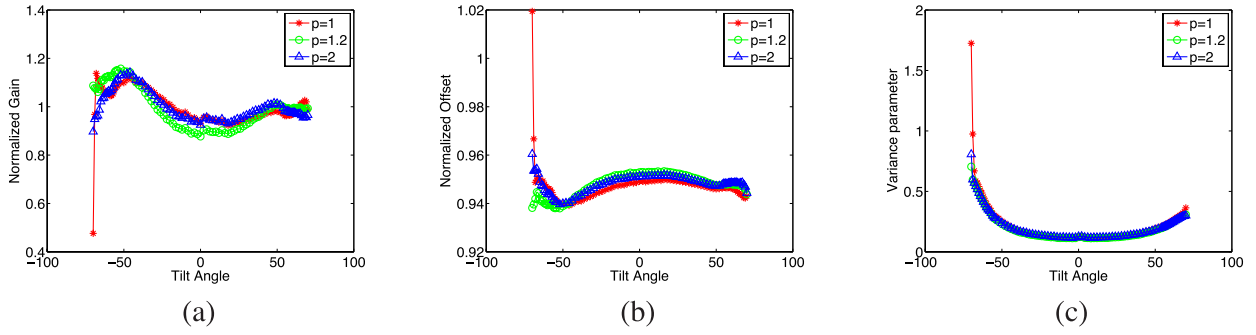 1.4
1.2
1
0.8
0.6
0.4
−100
−50
0
50
100
Normalized Gain
Tilt Angle
p=1
p=1.2
p=2
(a)
1.02
1
0.98
0.96
0.94
0.92
−100
−50
0
50
100
Normalized Offset
Tilt Angle
p=1
p=1.2
p=2
(b)
2
1.5
1
0.5
0
−100
−50
0
50
100
Variance parameter
Tilt Angle
p=1
p=1.2
p=2
(c)